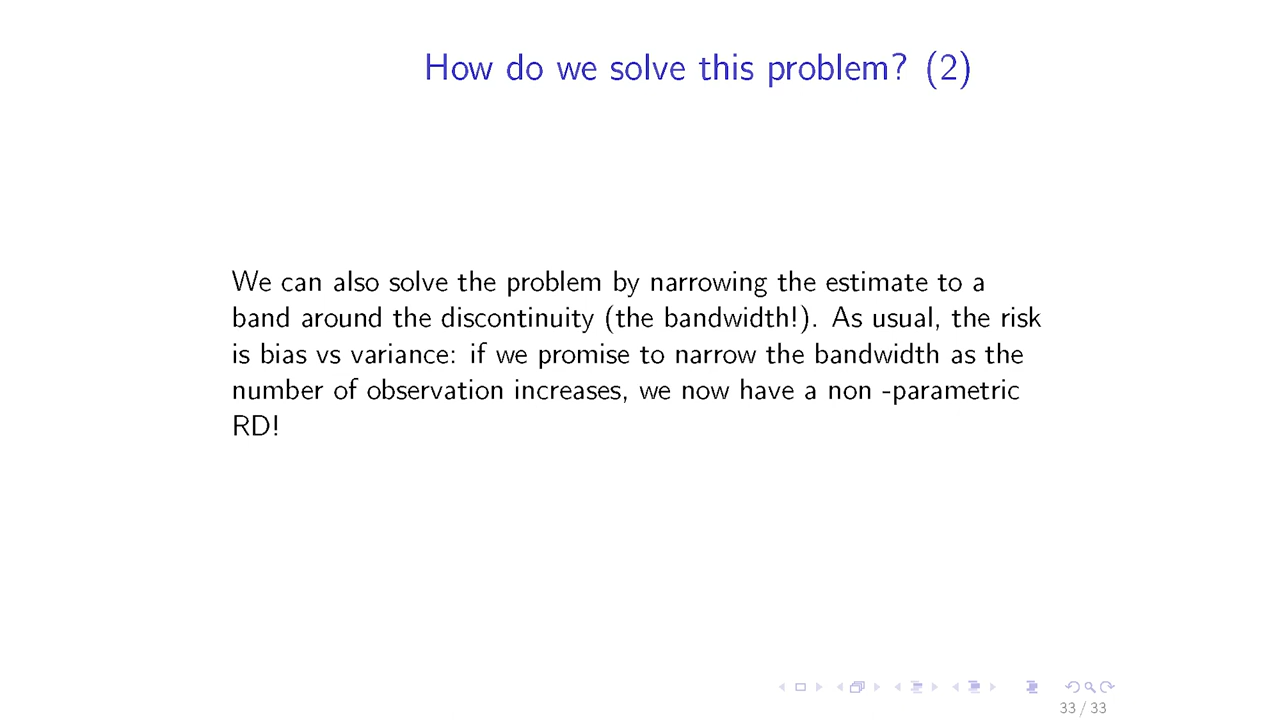 How do we solve this problem? (2)
We can also solve the problem by narrowing the estimate to a
band around the discontinuity (the bandwidth!). As usual, the risk
is bias vs variance: if we promise to narrow the bandwidth as the
number of observation increases, we now have a non -parametric
RD!
33 / 33